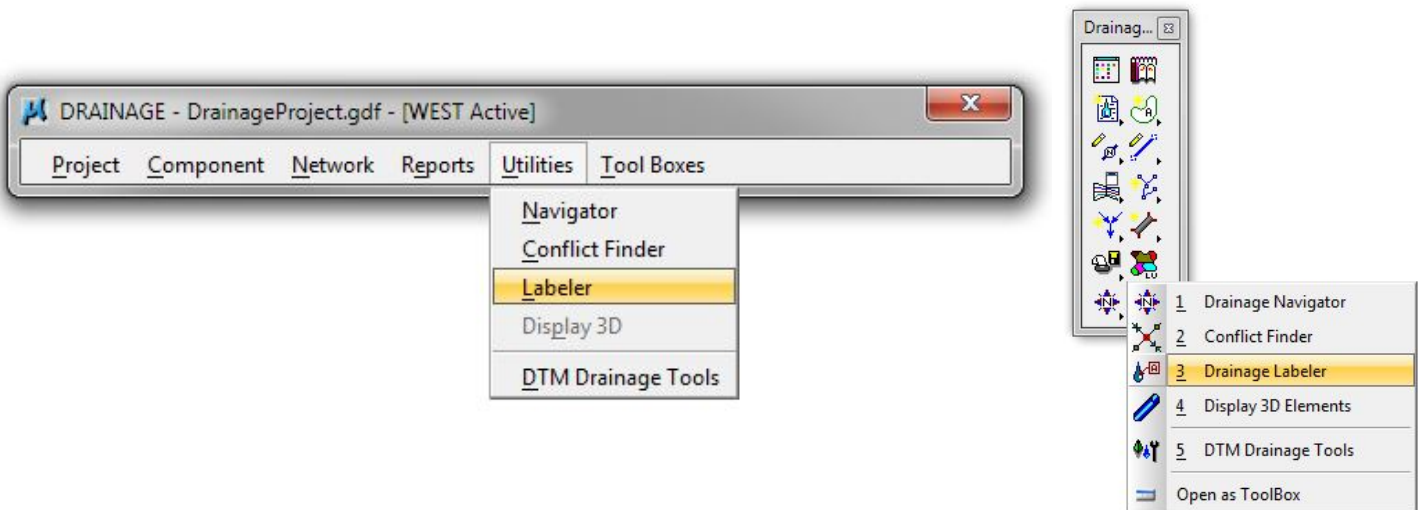 DRAINAGE - DrainageProject.gdf - [WEST Active]
Project Component Network Reports Utilities Tool Boxes
Navigator
Conflict Finder
Labeler
Display 3D
DTM Drainage Tools
Drainag...
1 Drainage Navigator
2 Conflict Finder
3 Drainage Labeler
4 Display 3D Elements
5 DTM Drainage Tools
Open as ToolBox